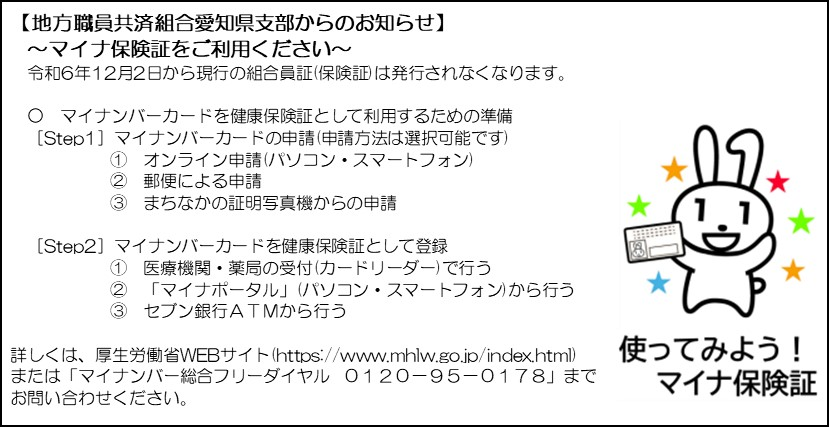 【地方職員共済組合愛知県支部からのお知らせ】
～マイナ保険証をご利用ください～
令和6年12月2日から現行の組合員証(保険証)は発行されなくなります。
〇　マイナンバーカードを健康保険証として利用するための準備
［Step1］マイナンバーカードの申請(申請方法は選択可能です)
①　オンライン申請(パソコン・スマートフォン)
②　郵便による申請
③　まちなかの証明写真機からの申請
［Step2］マイナンバーカードを健康保険証として登録
①　医療機関・薬局の受付(カードリーダー)で行う
②　「マイナポータル」(パソコン・スマートフォン)から行う
③　セブン銀行ＡＴＭから行う
詳しくは、厚生労働省WEBサイト(https://www.mhlw.go.jp/index.html)
または「マイナンバー総合フリーダイヤル　０１２０－９５－０１７８」まで
お問い合わせください。
使ってみよう！
マイナ保険証